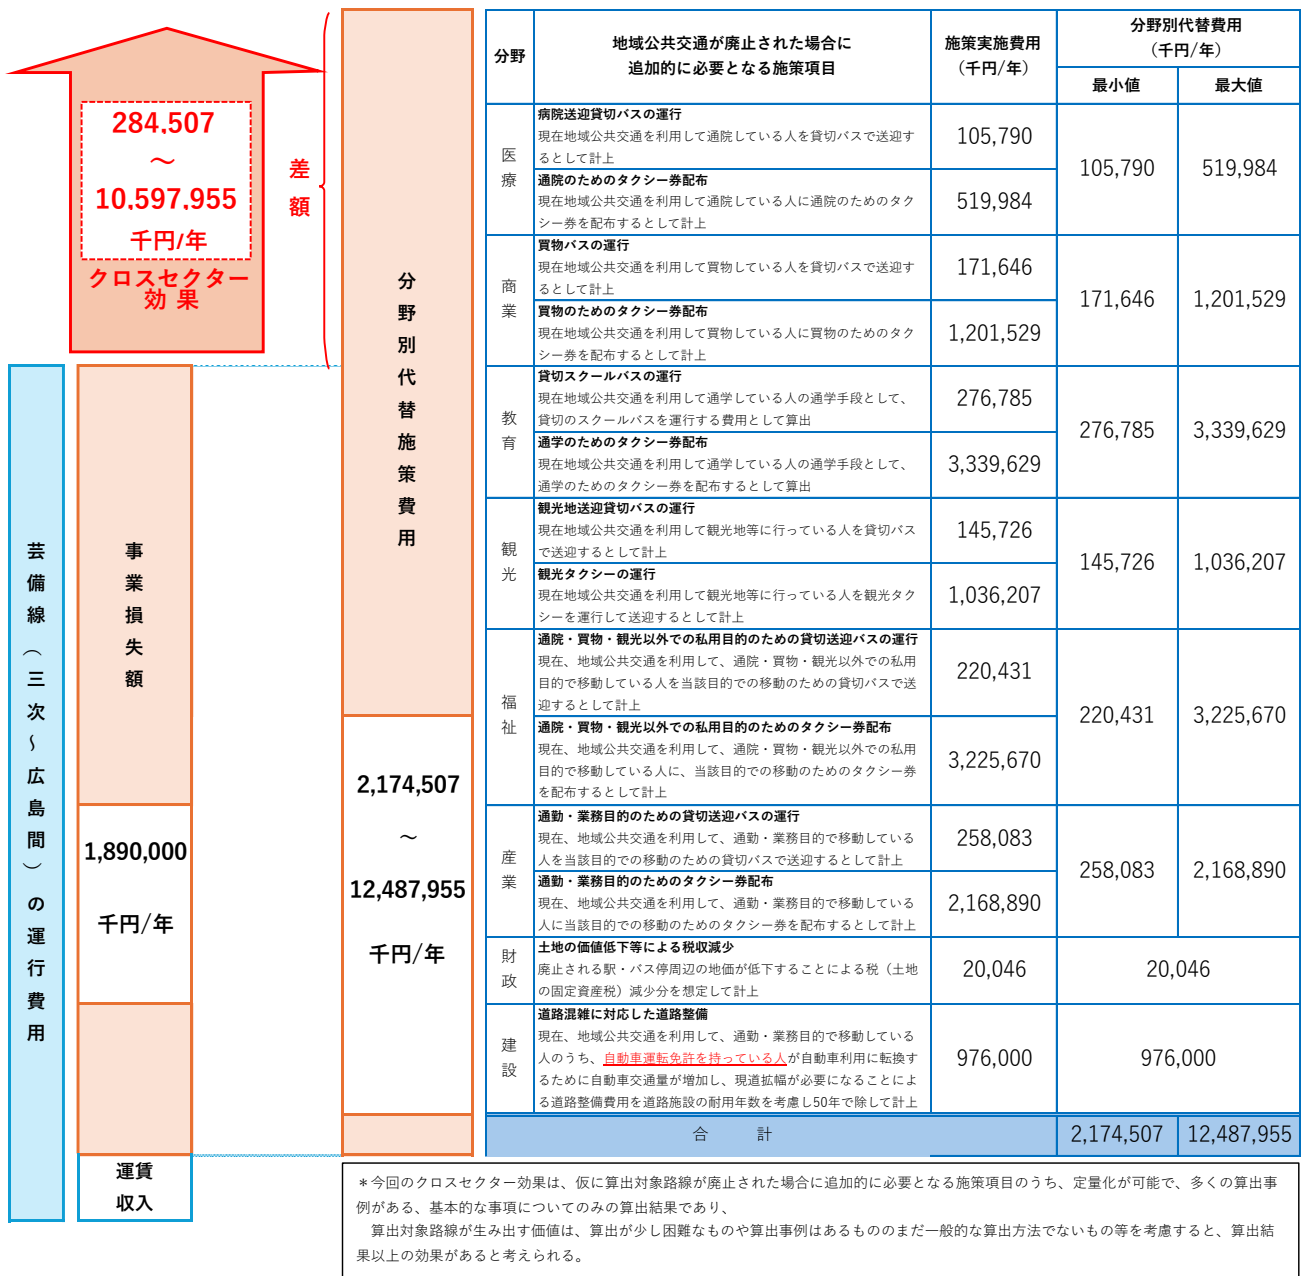 284,507
～
10,597,955
千円/年
クロスセクター
効 果
差額
芸備線（三次～広島間）の運行費用
事業損失額
1,890,000
千円/年
運賃
収入
分野別代替施策費用
2,174,507
～
12,487,955
千円/年
分野
地域公共交通が廃止された場合に
追加的に必要となる施策項目
施策実施費用
（千円/年）
分野別代替費用
（千円/年）
最小値
最大値
医療
病院送迎貸切バスの運行
現在地域公共交通を利用して通院している人を貸切バスで送迎す
るとして計上
105,790
通院のためのタクシー券配布
現在地域公共交通を利用して通院している人に通院のためのタク
シー券を配布するとして計上
519,984
105,790
519,984
商業
買物バスの運行
現在地域公共交通を利用して買物している人を貸切バスで送迎す
るとして計上
171,646
買物のためのタクシー券配布
現在地域公共交通を利用して買物している人に買物のためのタク
シー券を配布するとして計上
1,201,529
171,646
1,201,529
教育
貸切スクールバスの運行
現在地域公共交通を利用して通学している人の通学手段として、
貸切のスクールバスを運行する費用として算出
276,785
通学のためのタクシー券配布
現在地域公共交通を利用して通学している人の通学手段として、
通学のためのタクシー券を配布するとして算出
3,339,629
276,785
3,339,629
観光
観光地送迎貸切バスの運行
現在地域公共交通を利用して観光地等に行っている人を貸切バス
で送迎するとして計上
145,726
観光タクシーの運行
現在地域公共交通を利用して観光地等に行っている人を観光タク
シーを運行して送迎するとして計上
1,036,207
145,726
1,036,207
福祉
通院・買物・観光以外での私用目的のための貸切送迎バスの運行
現在、地域公共交通を利用して、通院・買物・観光以外での私用
目的で移動している人を当該目的での移動のための貸切バスで送
迎するとして計上
220,431
通院・買物・観光以外での私用目的のためのタクシー券配布
現在、地域公共交通を利用して、通院・買物・観光以外での私用
目的で移動している人に、当該目的での移動のためのタクシー券
を配布するとして計上
3,225,670
220,431
3,225,670
産業
通勤・業務目的のための貸切送迎バスの運行
現在、地域公共交通を利用して、通勤・業務目的で移動している
人を当該目的での移動のための貸切バスで送迎するとして計上
258,083
通勤・業務目的のためのタクシー券配布
現在、地域公共交通を利用して、通勤・業務目的で移動している
人に当該目的での移動のためのタクシー券を配布するとして計上
2,168,890
258,083
2,168,890
財政
土地の価値低下等による税収減少
廃止される駅・バス停周辺の地価が低下することによる税（土地
の固定資産税）減少分を想定して計上
20,046
20,046
建設
道路混雑に対応した道路整備
現在、地域公共交通を利用して、通勤・業務目的で移動している
人のうち、自動車運転免許を持っている人が自動車利用に転換す
るために自動車交通量が増加し、現道拡幅が必要になることによ
る道路整備費用を道路施設の耐用年数を考慮し50年で除して計上
976,000
976,000
合 計
2,174,507
12,487,955
＊今回のクロスセクター効果は、仮に算出対象路線が廃止された場合に追加的に必要となる施策項目のうち、定量化が可能で、多くの算出事
例がある、基本的な事項についてのみの算出結果であり、
算出対象路線が生み出す価値は、算出が少し困難なものや算出事例はあるもののまだ一般的な算出方法でないもの等を考慮すると、算出結
果以上の効果があると考えられる。